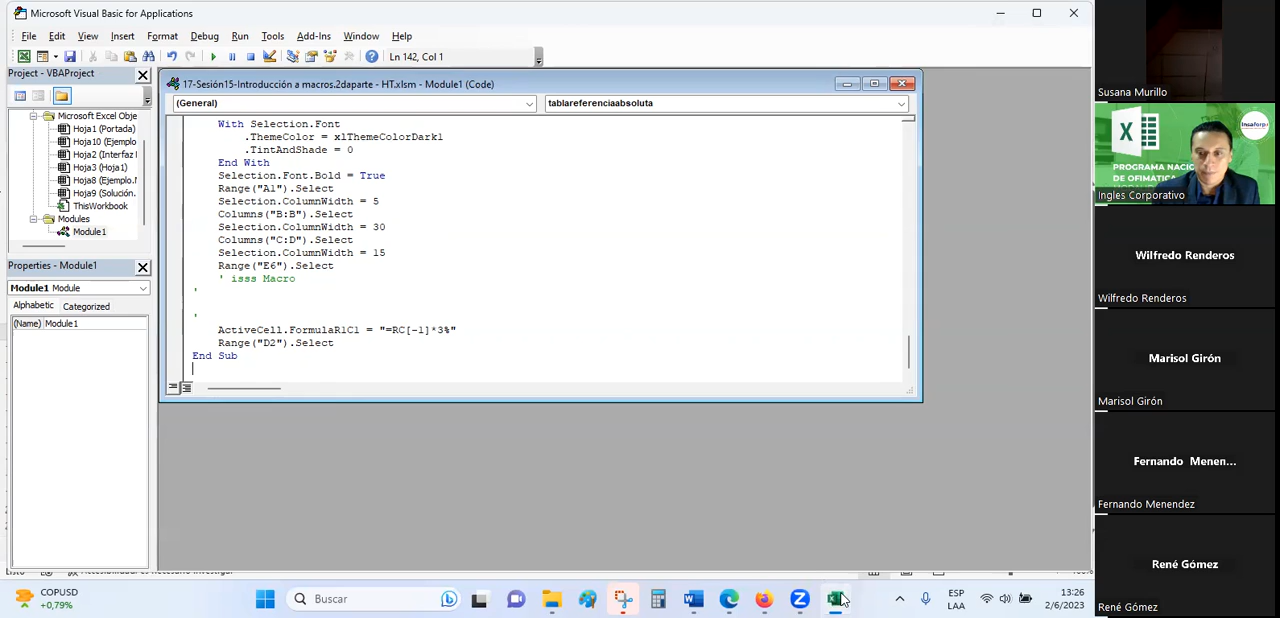 Microsoft Visual Basic for Applications
File Edit View Insert Format Debug Run Tools Add-Ins Window Help
Ln 142, Col 1
Project - VBAProject
Microsoft Excel Obje
Hoja1 (Portada)
Hoja10 (Ejemplo
Hoja2 (Interfaz I
Hoja3 (Hoja1)
Hoja8 (Ejemplo.N
Hoja9 (Solución.
ThisWorkbook
Modules
Module1
Properties - Module1
Module1 Module
Alphabetic Categorized
(Name) Module1
17-Sesión15-Introducción a macros.2daparte - HT.xlsm - Module1 (Code)
(General) tablareferenciaabsoluta
With Selection.Font
.ThemeColor = xlThemeColorDark1
.TintAndShade = 0
End With
Selection.Font.Bold = True
Range("A1").Select
Selection.ColumnWidth = 5
Columns("B:B").Select
Selection.ColumnWidth = 30
Columns("C:D").Select
Selection.ColumnWidth = 15
Range("E6").Select
' isss Macro
'
'
ActiveCell.FormulaR1C1 = "=RC[-1]*3%"
Range("D2").Select
End Sub
Susana Murillo
PROGRAMA NACI
DE OFIMÁTICA
Insaforp
Ingles Corporativo
Wilfredo Renderos
Wilfredo Renderos
Marisol Girón
Marisol Girón
Fernando Menen...
Fernando Menendez
René Gómez
René Gómez
COPUSD
+0,79%
Buscar
ESP
LAA
13:26
2/6/2023